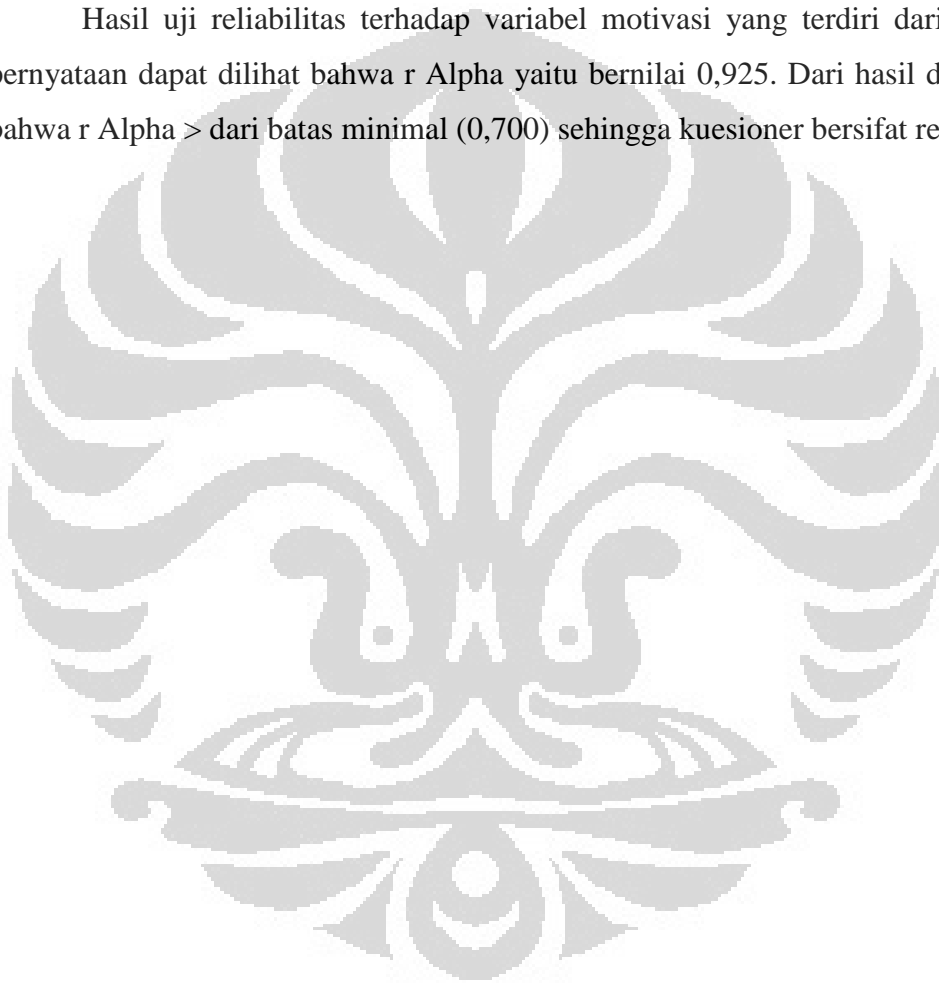 Hasil uji reliabilitas terhadap variabel motivasi yang terdiri dari
pernyataan dapat dilihat bahwa r Alpha yaitu bernilai 0,925. Dari hasil
bahwa r Alpha > dari batas minimal (0,700) sehingga kuesioner bersifat